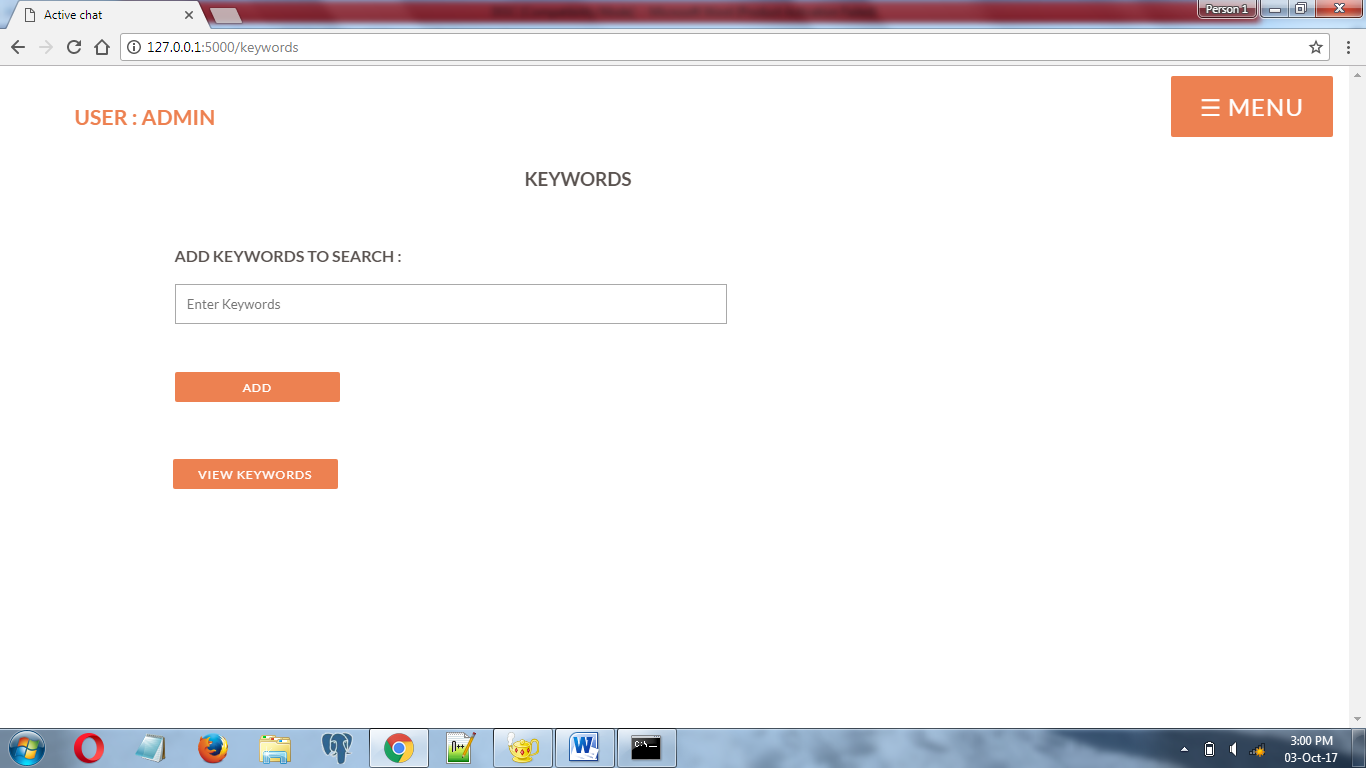 Active chat
Person 1
127.0.0.1:5000/keywords
USER : ADMIN
☰ MENU
KEYWORDS
ADD KEYWORDS TO SEARCH :
Enter Keywords
ADD
VIEW KEYWORDS
3:00 PM
03-Oct-17